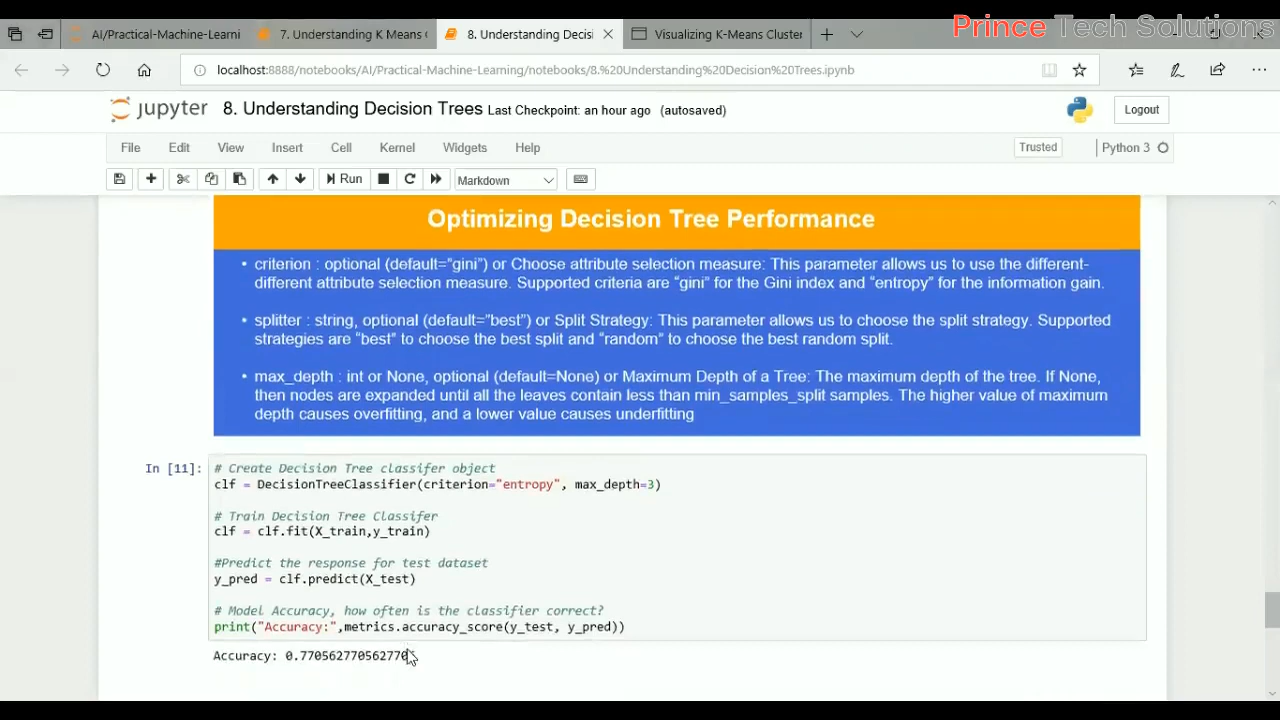 Prince Tech Solutions
AI/Practical-Machine-Learni
7. Understanding K Means C
8. Understanding Decisi
Visualizing K-Means Cluster
localhost:8888/notebooks/AI/Practical-Machine-Learning/notebooks/8.%20Understanding%20Decision%20Trees.ipynb
jupyter 8. Understanding Decision Trees Last Checkpoint: an hour ago (autosaved)
Logout
File Edit View Insert Cell Kernel Widgets Help
Trusted
Python 3
Run
Markdown
Optimizing Decision Tree Performance
• criterion : optional (default=”gini”) or Choose attribute selection measure: This parameter allows us to use the different-
different attribute selection measure. Supported criteria are “gini” for the Gini index and “entropy” for the information gain.
• splitter : string, optional (default=”best”) or Split Strategy: This parameter allows us to choose the split strategy. Supported
strategies are “best” to choose the best split and “random” to choose the best random split.
• max_depth : int or None, optional (default=None) or Maximum Depth of a Tree: The maximum depth of the tree. If None,
then nodes are expanded until all the leaves contain less than min_samples_split samples. The higher value of maximum
depth causes overfitting, and a lower value causes underfitting
In [11]:
# Create Decision Tree classifer object
clf = DecisionTreeClassifier(criterion="entropy", max_depth=3)
# Train Decision Tree Classifer
clf = clf.fit(X_train,y_train)
#Predict the response for test dataset
y_pred = clf.predict(X_test)
# Model Accuracy, how often is the classifier correct?
print("Accuracy:",metrics.accuracy_score(y_test, y_pred))
Accuracy: 0.770562770562770